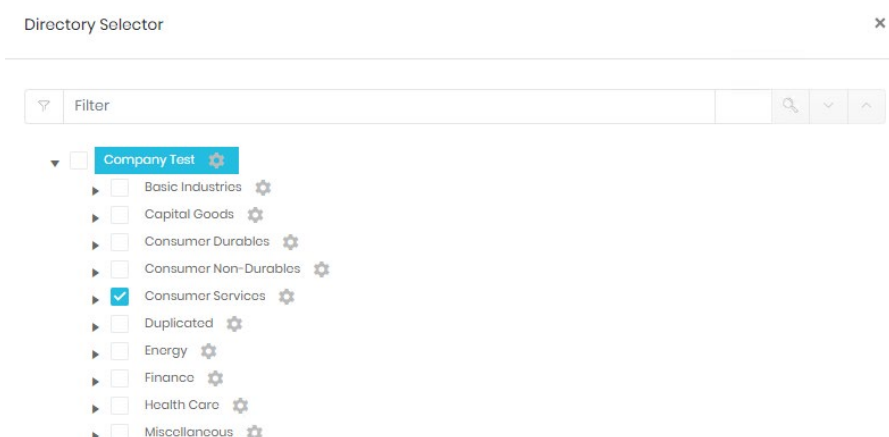 Directory Selector
Filter
Company Test
Basic Industries
Capital Goods
Consumer Durables
Consumer Non-Durables
Consumer Services
Duplicated
Energy
Finance
Health Care
Miscellaneous